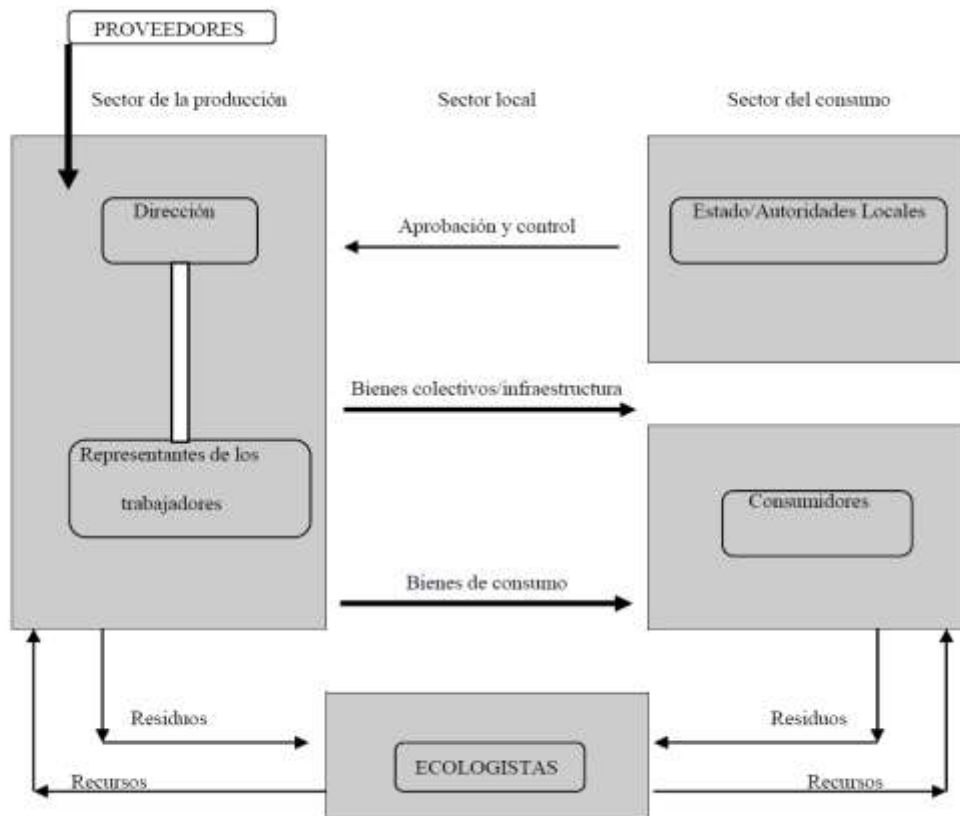 PROVEEDORES
Sector de la producción
Sector local
Sector del consumo
Dirección
Estado/Autoridades Locales
Aprobación y control
Bienes colectivos/infraestructura
Representantes de los
trabajadores
Consumidores
Bienes de consumo
Residuos
Residuos
ECOLOGISTAS
Recursos
Recursos